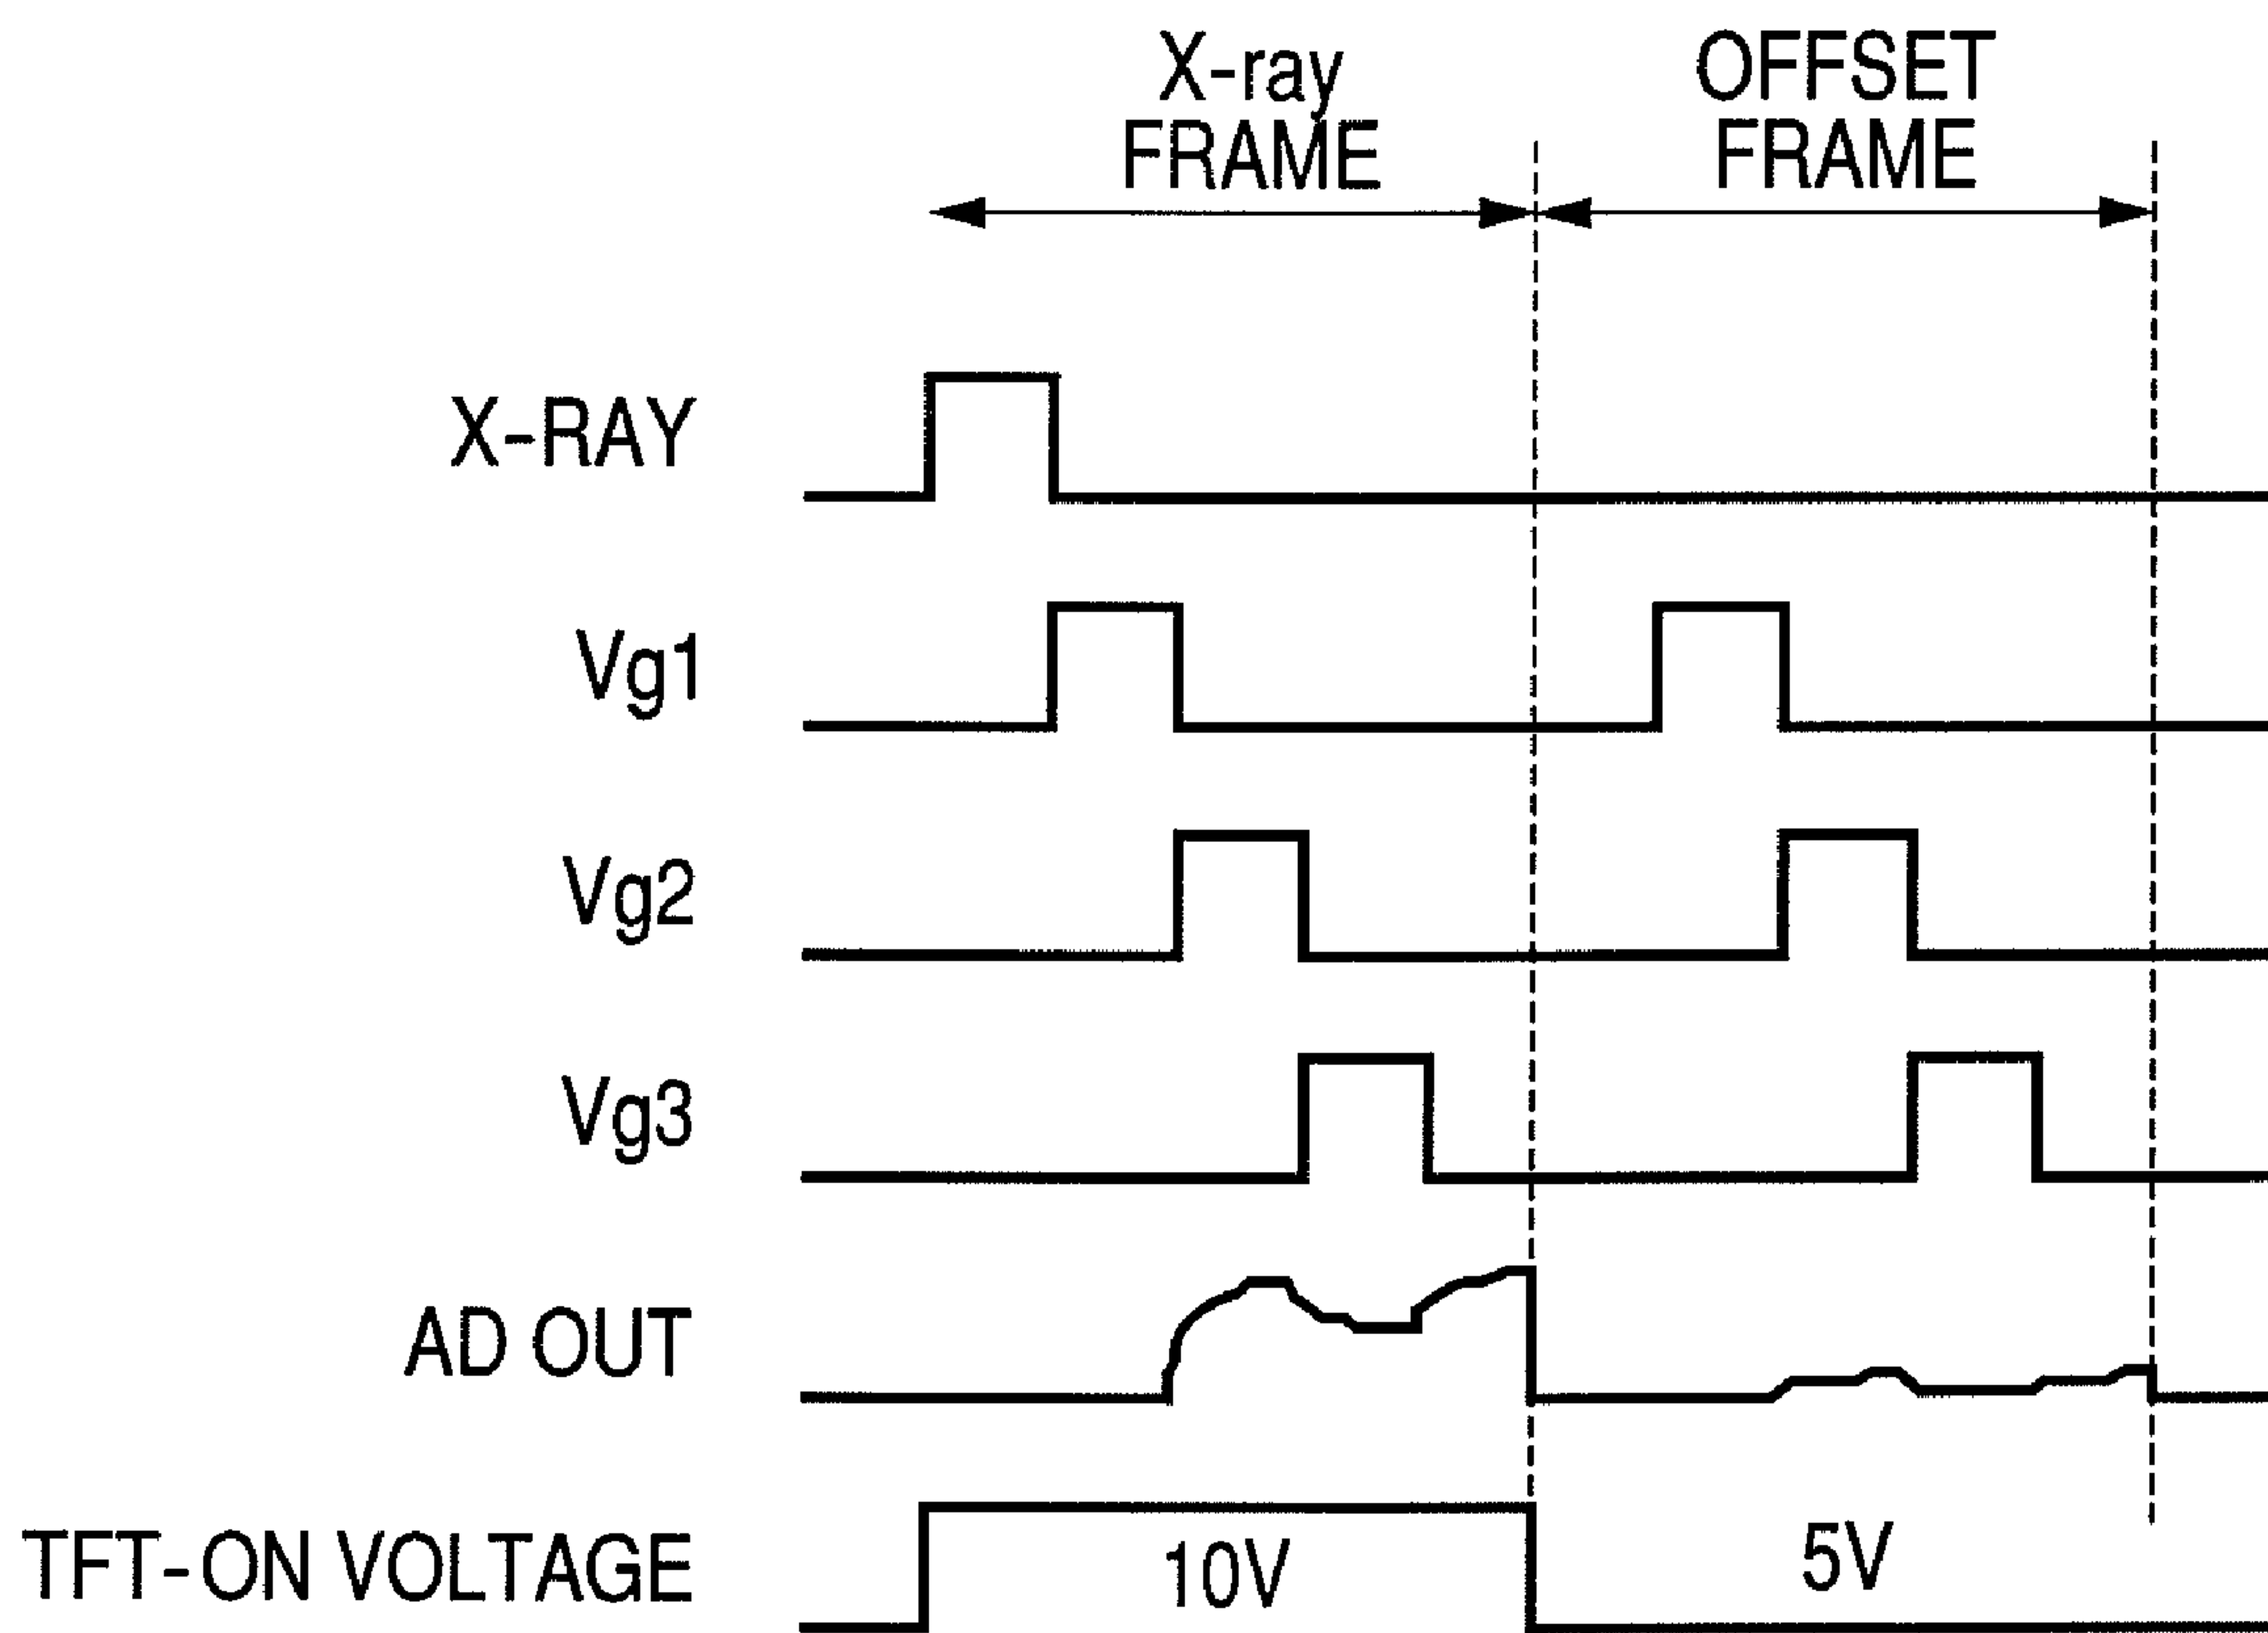 X-ray
FRAME
OFFSET
FRAME
X-RAY
Vg1
Vg2
Vg3
AD OUT
TFT-ON VOLTAGE
10V
5V